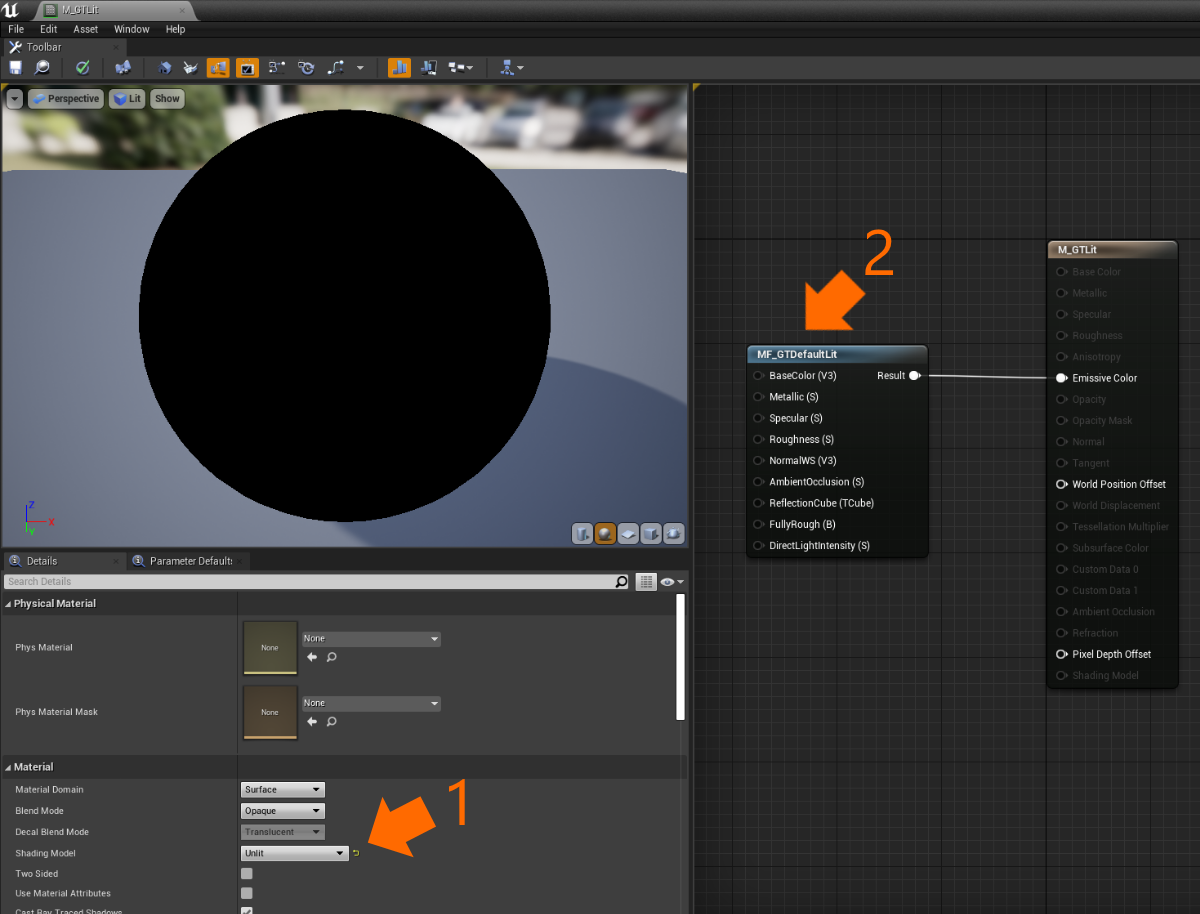 M_GTLit
File Edit Asset Window Help
Toolbar
Perspective Lit Show
Z
X
Y
2
MF_GTDefaultLit
BaseColor (V3) Result
Metallic (S)
Specular (S)
Roughness (S)
NormalWS (V3)
AmbientOcclusion (S)
ReflectionCube (TCube)
FullyRough (B)
DirectLightIntensity (S)
M_GTLit
Base Color
Metallic
Specular
Roughness
Anisotropy
Emissive Color
Opacity
Opacity Mask
Normal
Tangent
World Position Offset
World Displacement
Tessellation Multiplier
Subsurface Color
Custom Data 0
Custom Data 1
Ambient Occlusion
Refraction
Pixel Depth Offset
Shading Model
Details Parameter Default
Search Details
Physical Material
Phys Material None None
Phys Material Mask None None
Material
1
Material Domain Surface
Blend Mode Opaque
Decal Blend Mode Translucent
Shading Model Unlit
Two Sided
Use Material Attributes
Cast Ray Traced Shadows